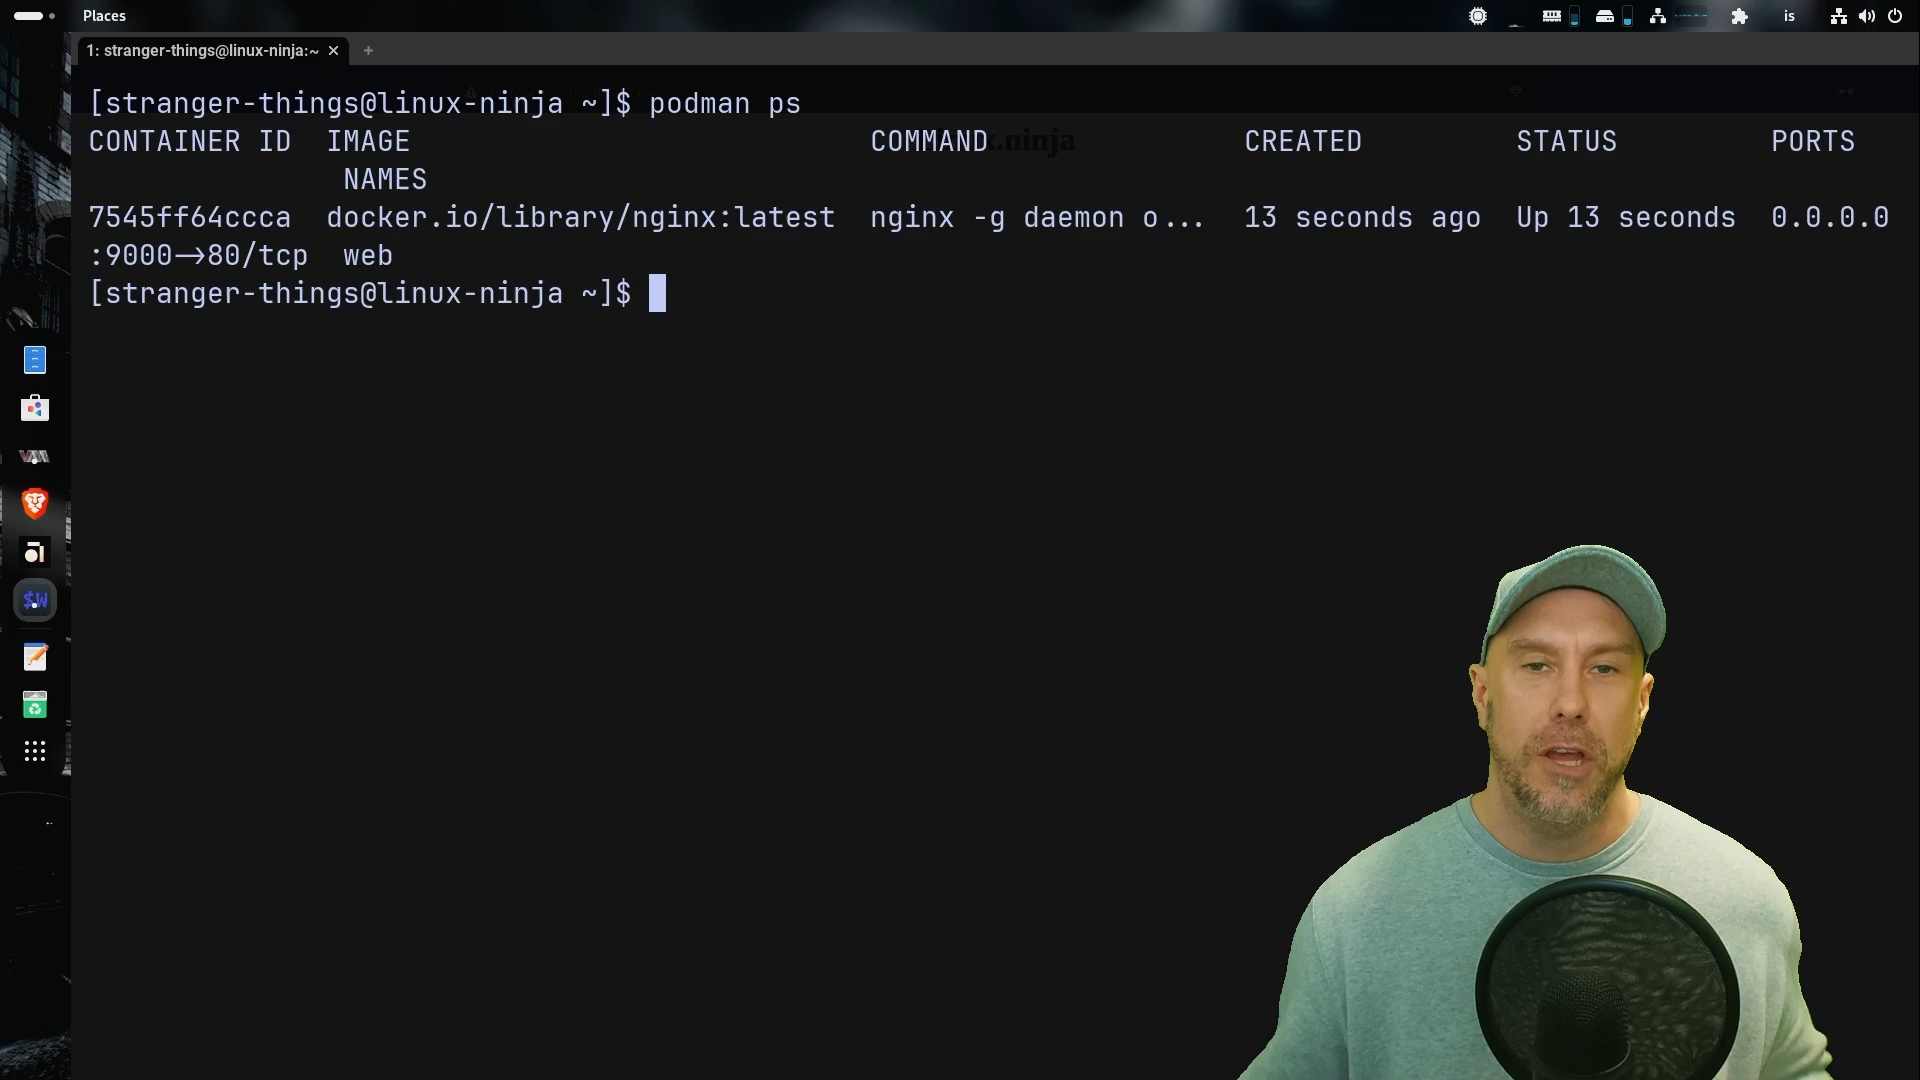 Places
is
1: stranger-things@linux-ninja:~
[stranger-things@linux-ninja ~]$ podman ps
CONTAINER ID  IMAGE  COMMAND  CREATED  STATUS  PORTS
NAMES
7545ff64ccca  docker.io/library/nginx:latest  nginx -g daemon o...  13 seconds ago  Up 13 seconds  0.0.0.0
:9000->80/tcp  web
[stranger-things@linux-ninja ~]$
.ninja
$W